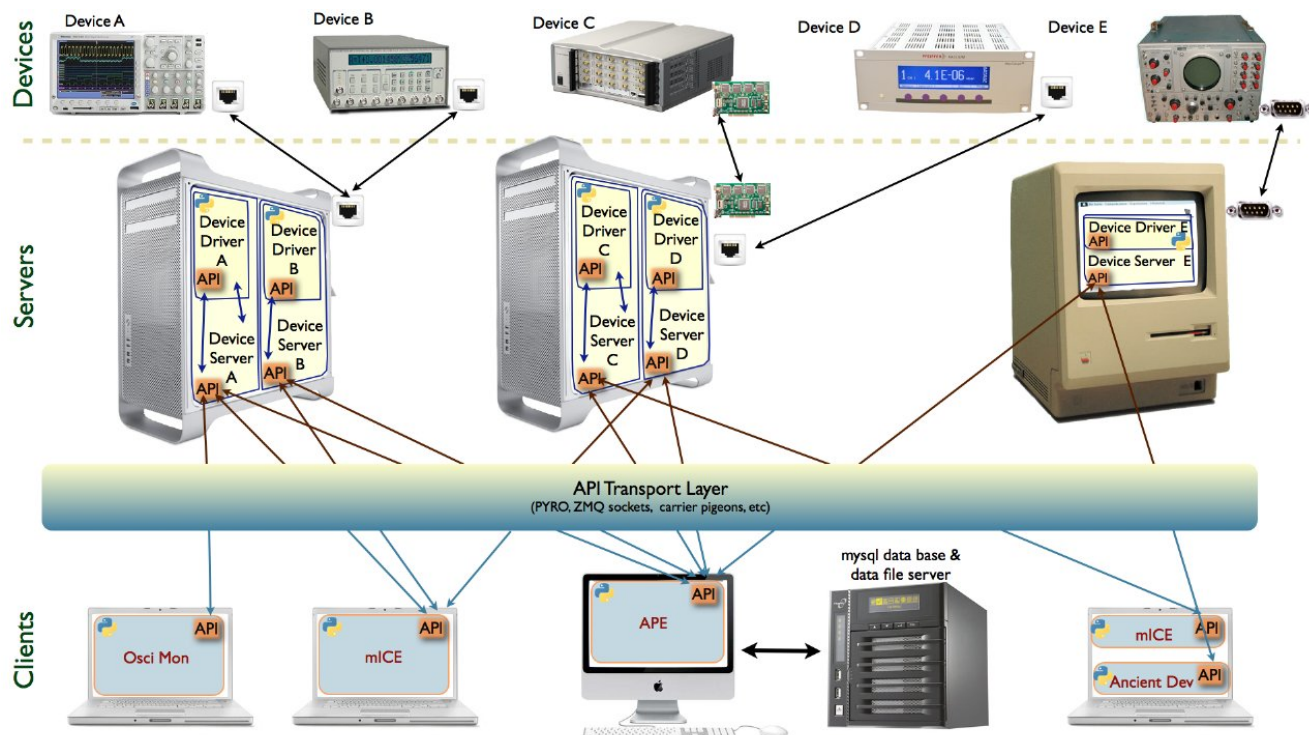 Devices
Device A
Device B
Device C
Device D
Device E
1
4.1E-06
Servers
Device
Driver
A
API
Device
Server
A
API
Device
Driver
B
API
Device
Server
B
API
Device
Driver
C
API
Device
Server
C
API
Device
Driver
D
API
Device
Server
D
API
Device Driver E
API
Device Server E
API
API Transport Layer
(PYRO, ZMQ sockets, carrier pigeons, etc)
Clients
API
Osci Mon
API
mICE
API
APE
mysql data base &
data file server
API
mICE
API
Ancient Dev